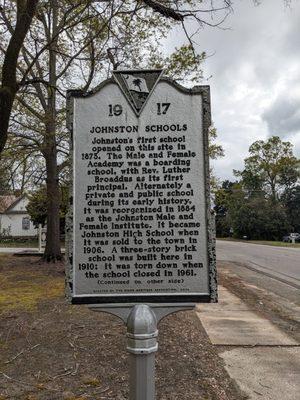 19 17
JOHNSTON SCHOOLS
Johnston's first school
opened on this site in
1873. The Male and Female
Academy was a boarding
school, with Rev. Luther
Broaddus as its first
principal. Alternately a
private and public school
during its early history,
it was reorganized in 1884
as the Johnston Male and
Female Institute. It became
Johnston High School when
it was sold to the town in
1906. A three-story brick
school was built here in
1910; it was torn down when
the school closed in 1961.
(Continued on other side)